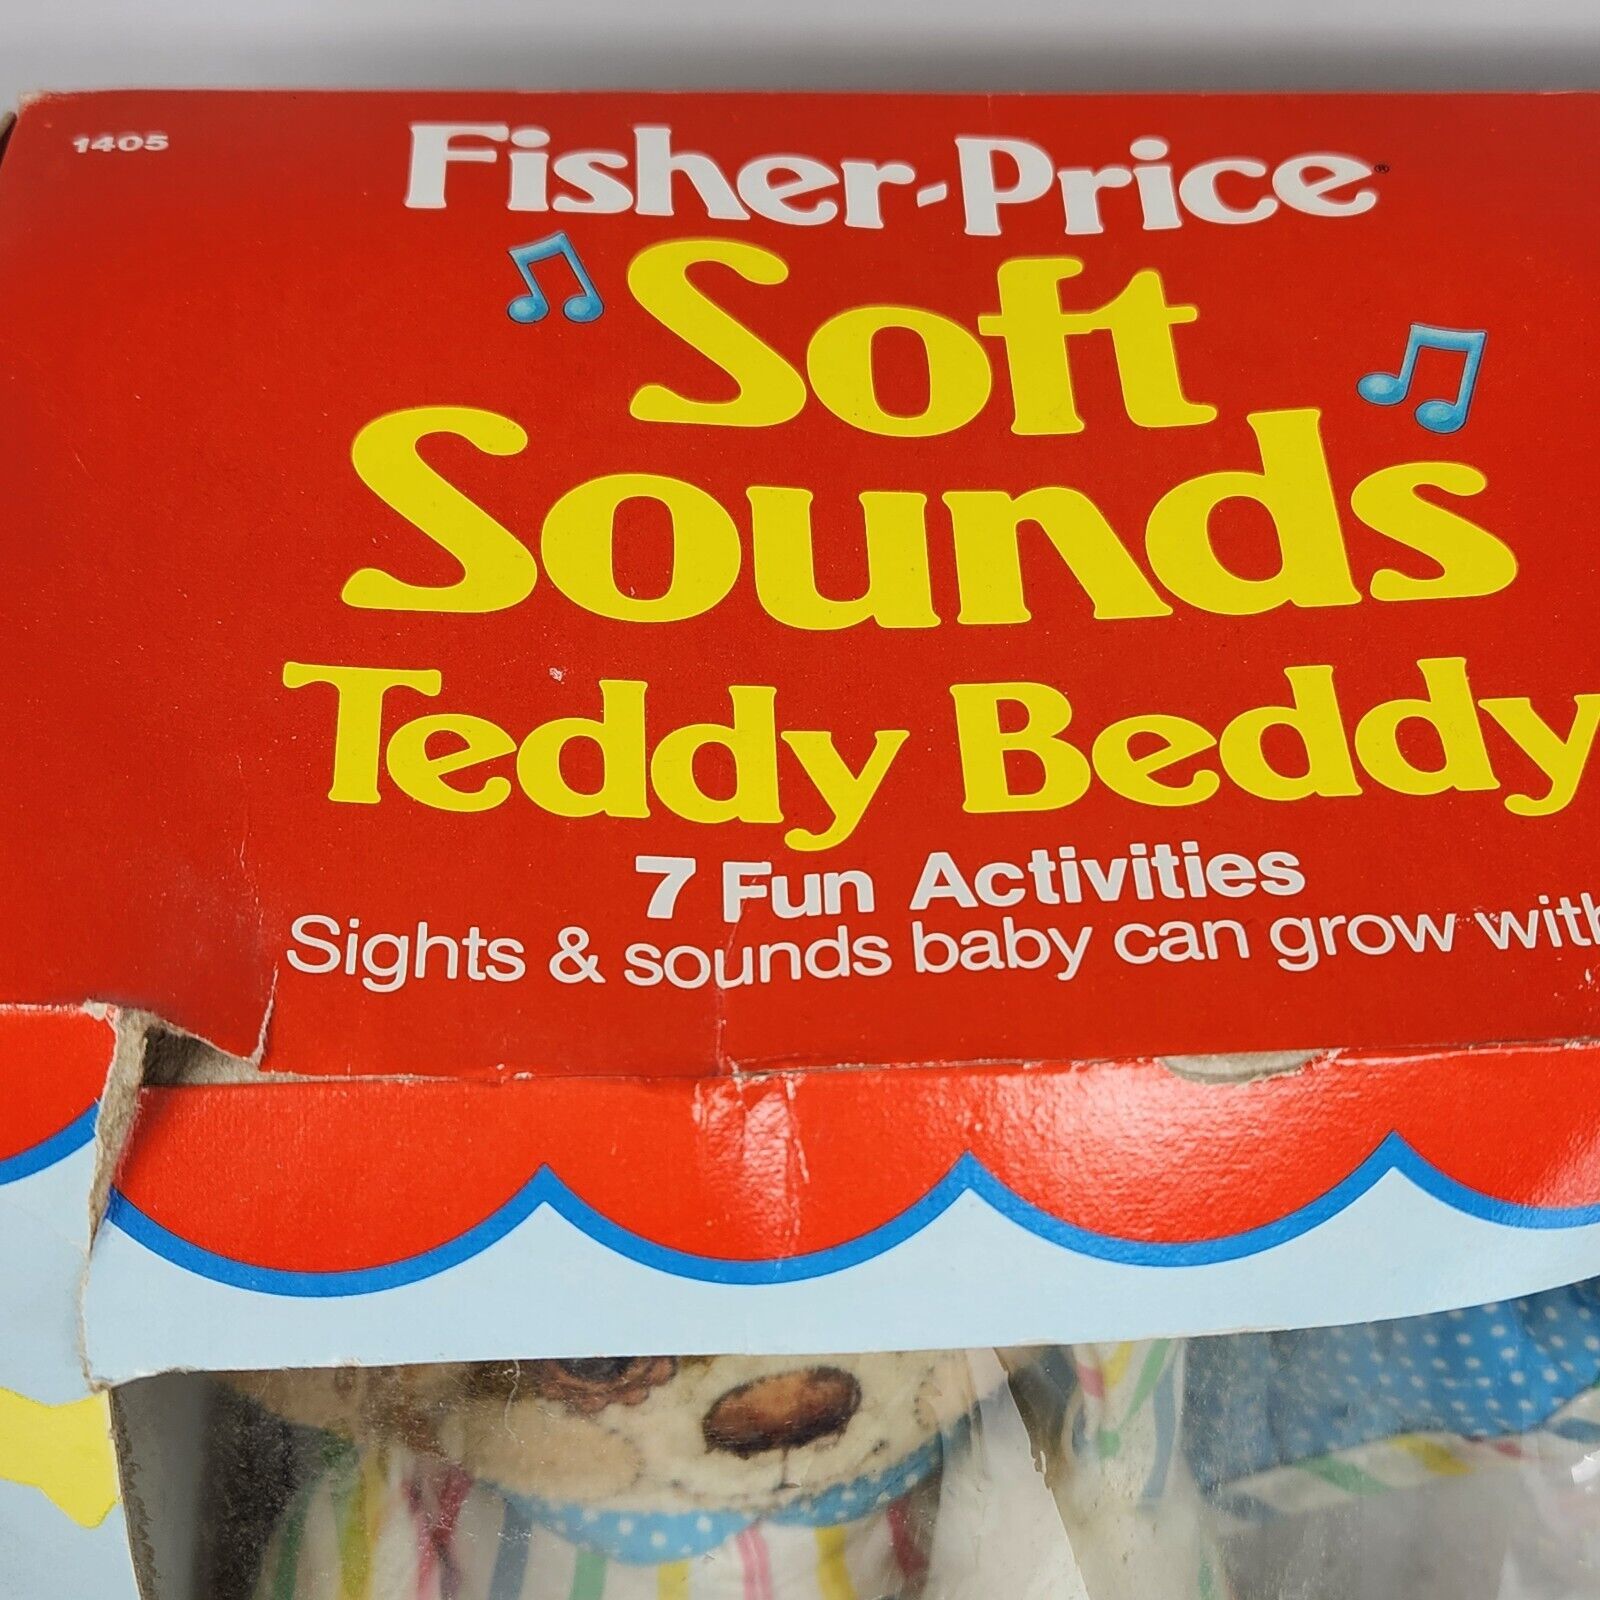 1405
Fisher-Price®
Soft
Sounds
Teddy Beddy
7 Fun Activities
Sights & sounds baby can grow with